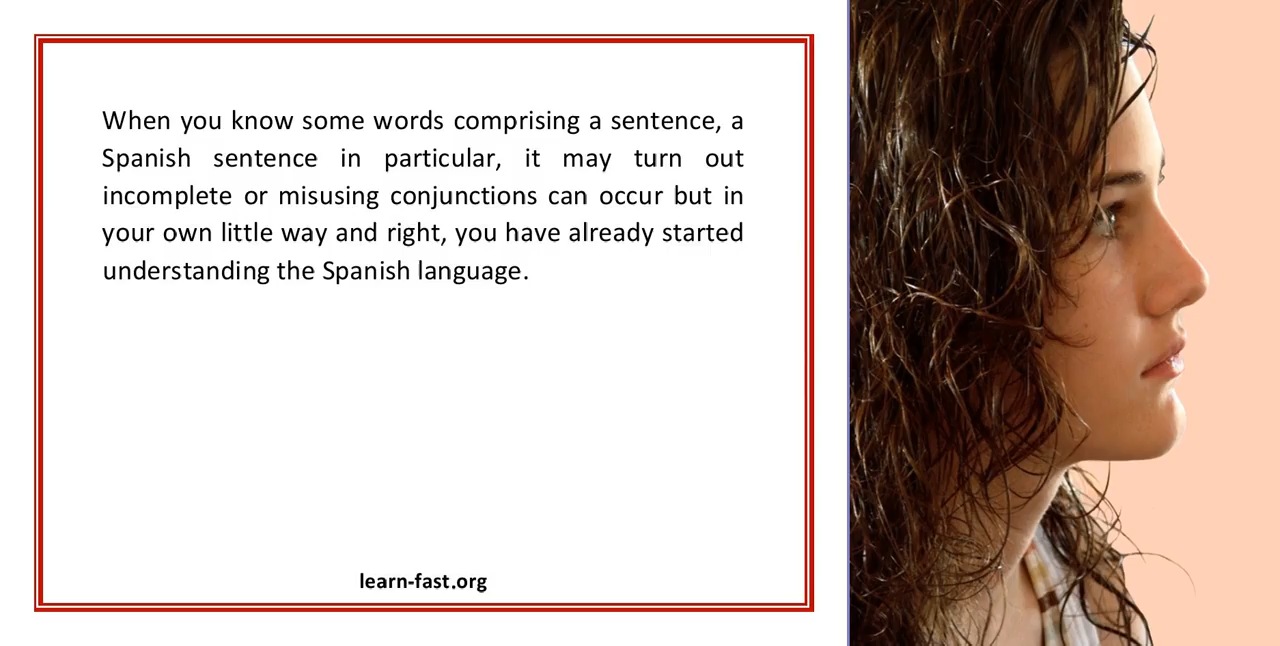 When you know some words comprising a sentence, a
Spanish sentence in particular, it may turn out
incomplete or misusing conjunctions can occur but in
your own little way and right, you have already started
understanding the Spanish language.
learn-fast.org